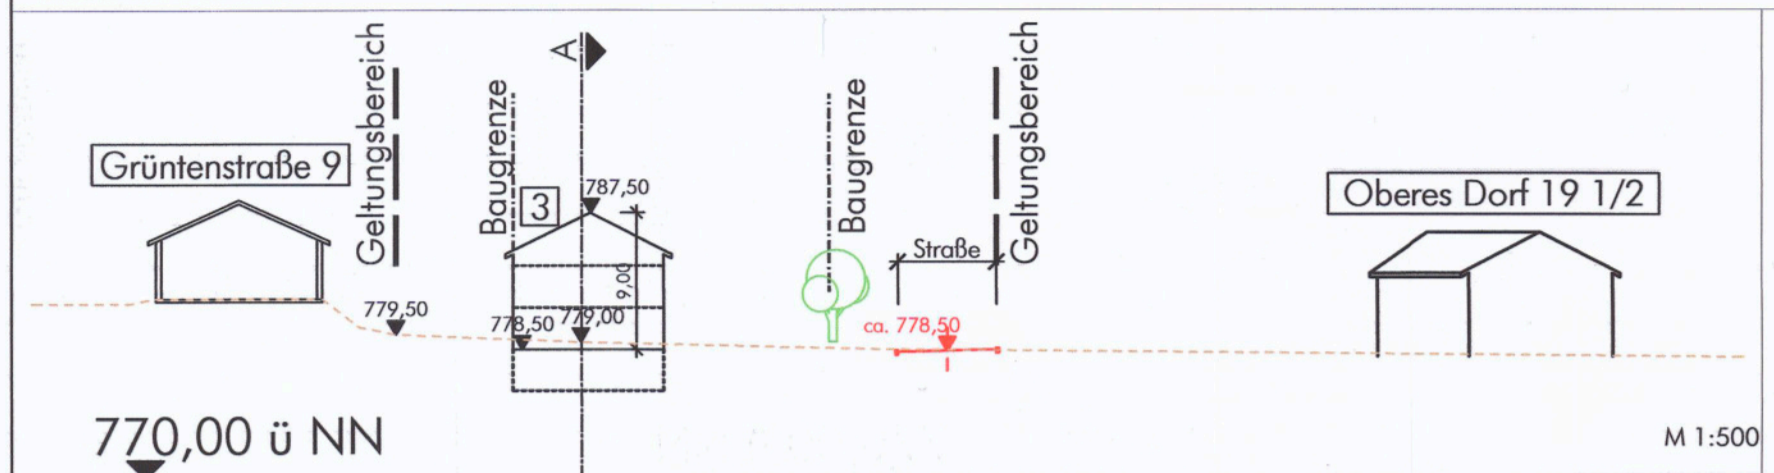 Grüntenstraße 9
Geltungsbereich
779,50
Baugrenze
A
3
787,50
9,00
778,50
779,00
Baugrenze
ca. 778,50
Straße
Geltungsbereich
Oberes Dorf 19 1/2
770,00 ü NN
M 1:500